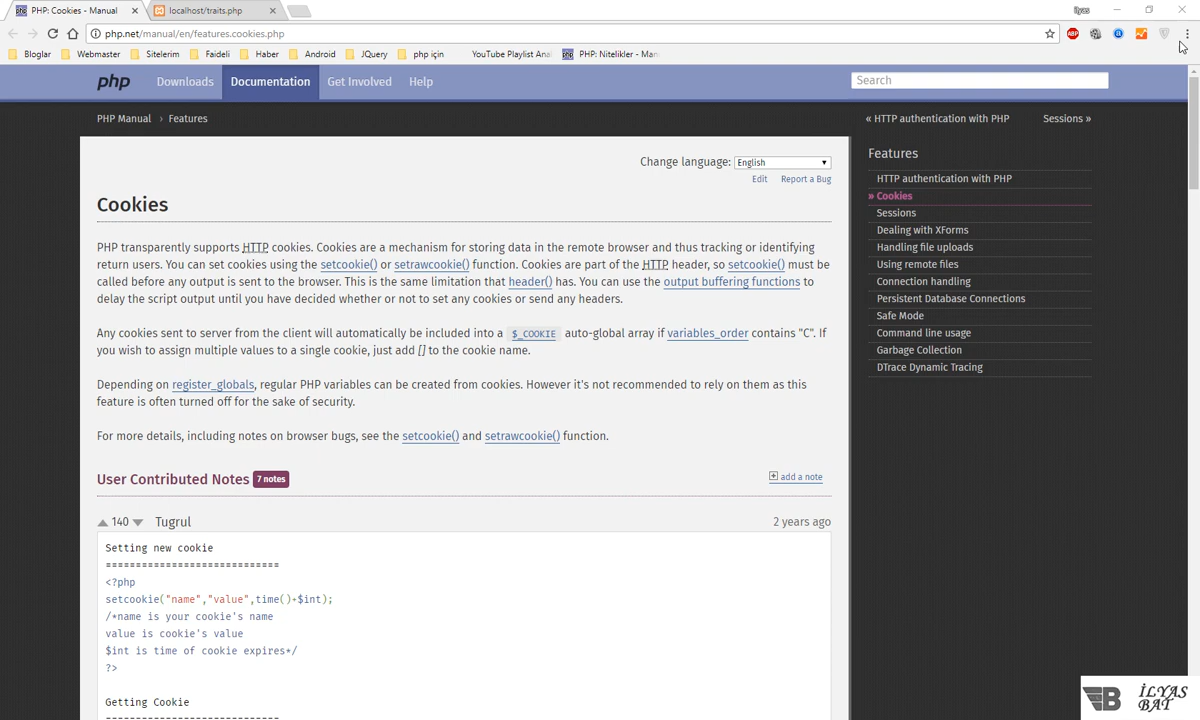 PHP: Cookies - Manual
localhost/traits.php
ilyas
php.net/manual/en/features.cookies.php
ABP
Bloglar
Webmaster
Sitelerim
Faideli
Haber
Android
JQuery
php için
YouTube Playlist Ana
php PHP: Nitelikler - Man
php
Downloads
Documentation
Get Involved
Help
Search
PHP Manual › Features
« HTTP authentication with PHP
Sessions »
Change language: English
Edit
Report a Bug
Cookies
PHP transparently supports HTTP cookies. Cookies are a mechanism for storing data in the remote browser and thus tracking or identifying
return users. You can set cookies using the setcookie() or setrawcookie() function. Cookies are part of the HTTP header, so setcookie() must be
called before any output is sent to the browser. This is the same limitation that header() has. You can use the output buffering functions to
delay the script output until you have decided whether or not to set any cookies or send any headers.
Any cookies sent to server from the client will automatically be included into a $_COOKIE auto-global array if variables_order contains "C". If
you wish to assign multiple values to a single cookie, just add [] to the cookie name.
Depending on register_globals, regular PHP variables can be created from cookies. However it's not recommended to rely on them as this
feature is often turned off for the sake of security.
For more details, including notes on browser bugs, see the setcookie() and setrawcookie() function.
User Contributed Notes 7 notes
add a note
140 Tugrul
2 years ago
Setting new cookie
=============================
<?php
setcookie("name","value",time()+$int);
/*name is your cookie's name
value is cookie's value
$int is time of cookie expires*/
?>
Getting Cookie
=============================
Features
HTTP authentication with PHP
» Cookies
Sessions
Dealing with XForms
Handling file uploads
Using remote files
Connection handling
Persistent Database Connections
Safe Mode
Command line usage
Garbage Collection
DTrace Dynamic Tracing
İLYAS
BAT